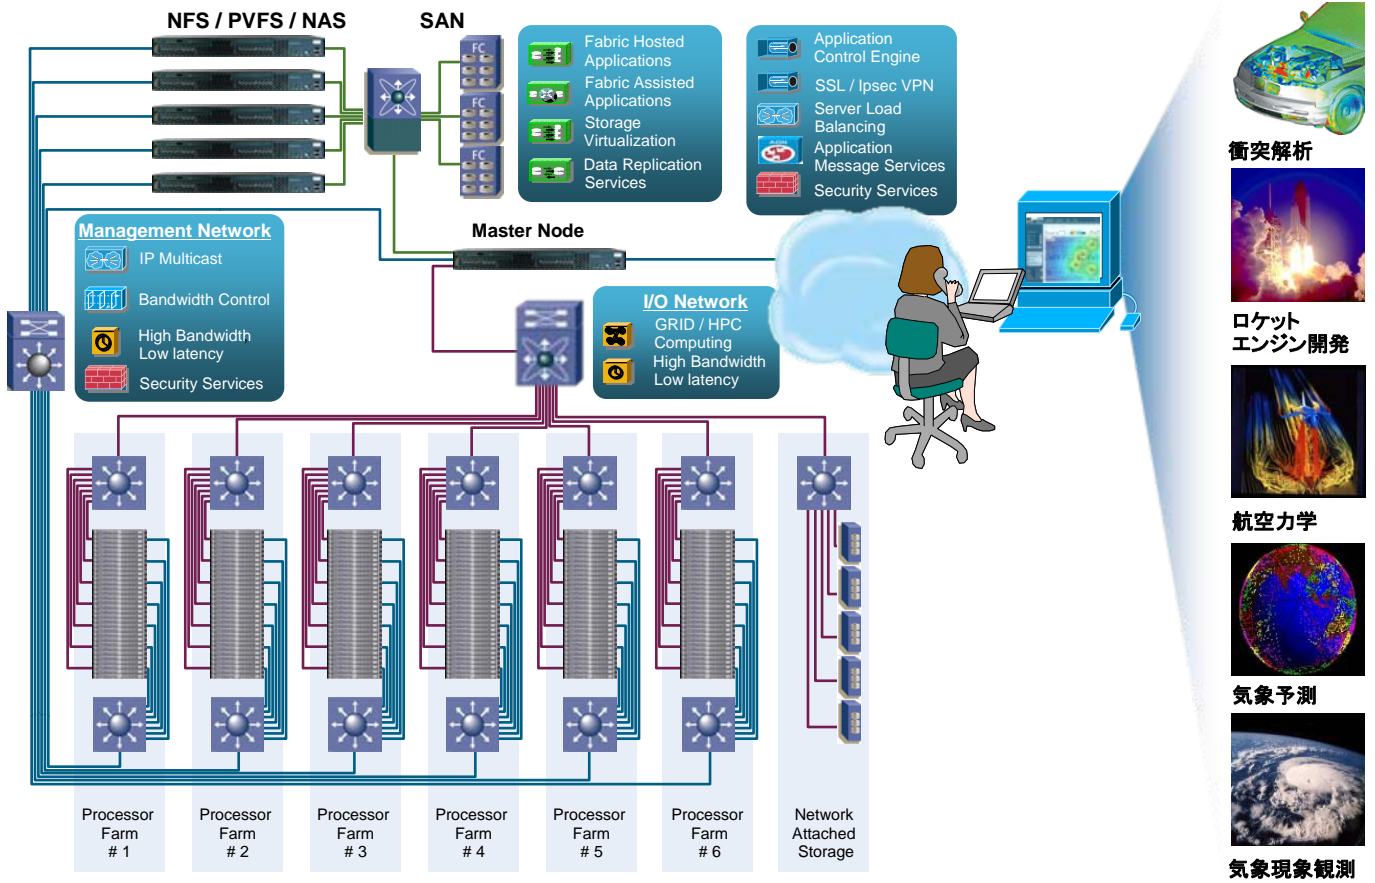 NFS / PVFS / NAS
SAN
FC
FC
FC
Fabric Hosted
Applications
Fabric Assisted
Applications
Storage
Virtualization
Data Replication
Services
Application
Control Engine
SSL / Ipsec VPN
Server Load
Balancing
AON
Application
Message Services
Security Services
Management Network
IP Multicast
Bandwidth Control
High Bandwidth
Low latency
Security Services
Master Node
I/O Network
GRID / HPC
Computing
High Bandwidth
Low latency
Processor
Farm
# 1
Processor
Farm
# 2
Processor
Farm
# 3
Processor
Farm
# 4
Processor
Farm
# 5
Processor
Farm
# 6
Network
Attached
Storage
衝突解析
ロケット
エンジン開発
航空力学
気象予測
気象現象観測